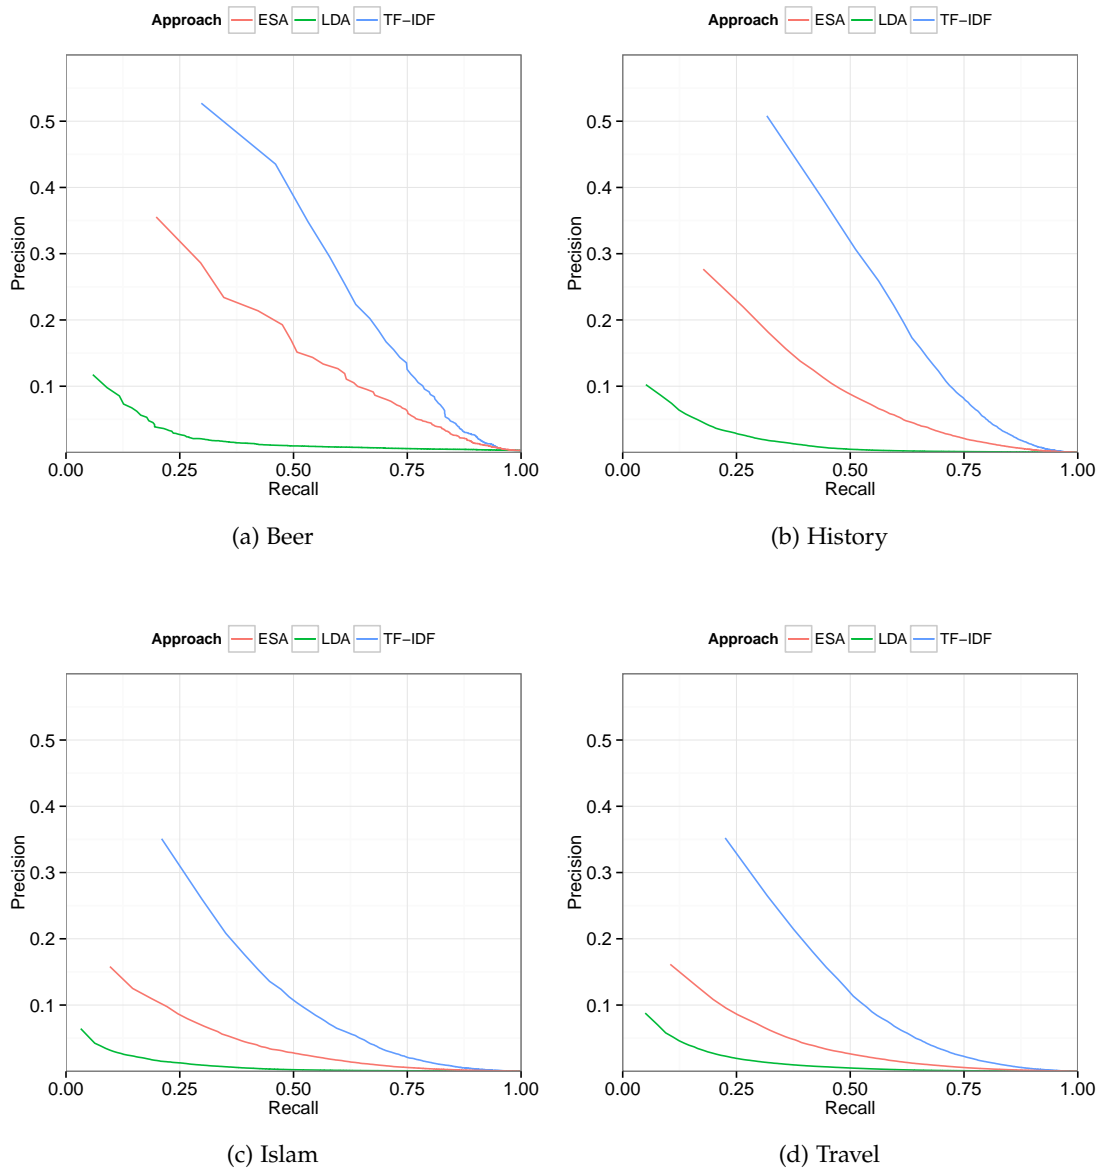 Approach ESA LDA TF−IDF
0.5
0.4
0.3
0.2
0.1
Precision
0.00 0.25 0.50 0.75 1.00
Recall
(a) Beer
Approach ESA LDA TF−IDF
0.5
0.4
0.3
0.2
0.1
Precision
0.00 0.25 0.50 0.75 1.00
Recall
(b) History
Approach ESA LDA TF−IDF
0.5
0.4
0.3
0.2
0.1
Precision
0.00 0.25 0.50 0.75 1.00
Recall
(c) Islam
Approach ESA LDA TF−IDF
0.5
0.4
0.3
0.2
0.1
Precision
0.00 0.25 0.50 0.75 1.00
Recall
(d) Travel